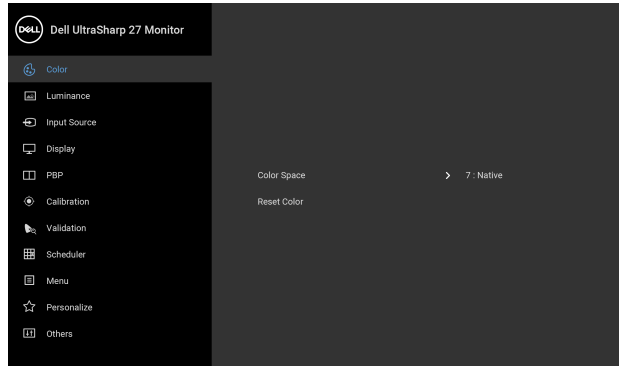 DELL Dell UltraSharp 27 Monitor
Color
Luminance
Input Source
Display
PBP Color Space 7 : Native
Calibration Reset Color
Validation
Scheduler
Menu
Personalize
Others